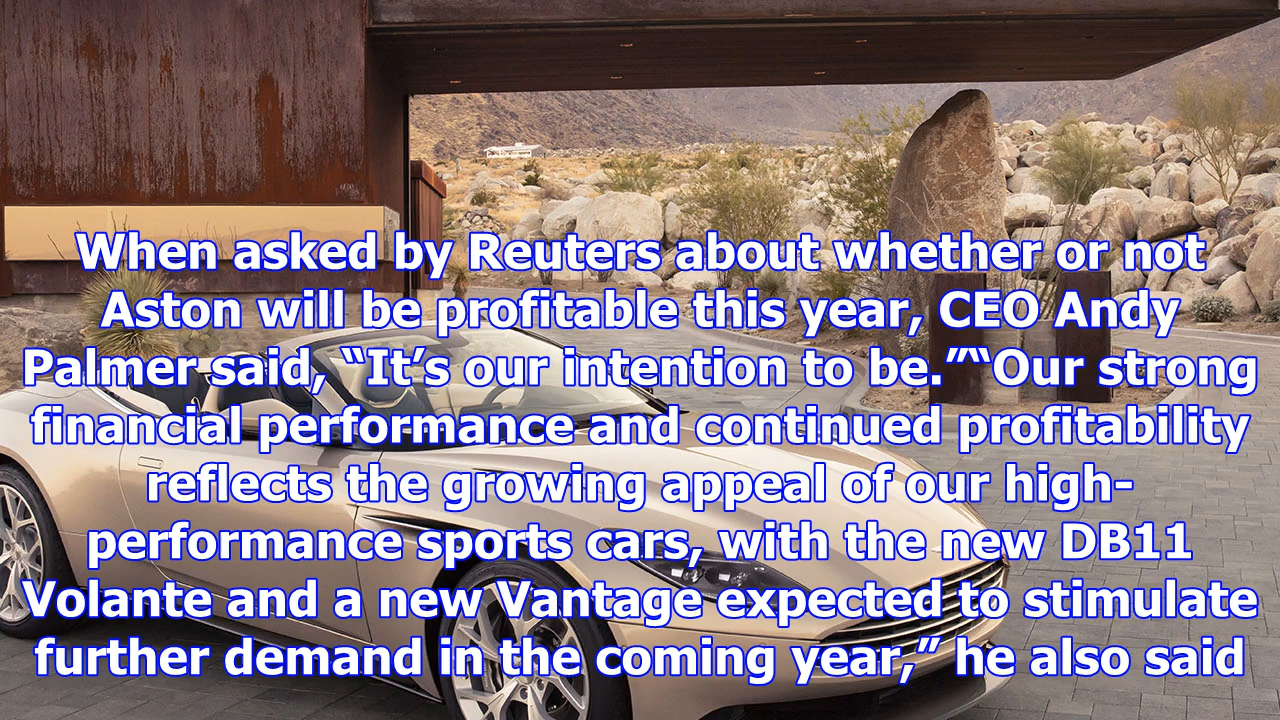 When asked by Reuters about whether or not
Aston will be profitable this year, CEO Andy
Palmer said, “It’s our intention to be.”“Our strong
financial performance and continued profitability
reflects the growing appeal of our high-
performance sports cars, with the new DB11
Volante and a new Vantage expected to stimulate
further demand in the coming year,” he also said